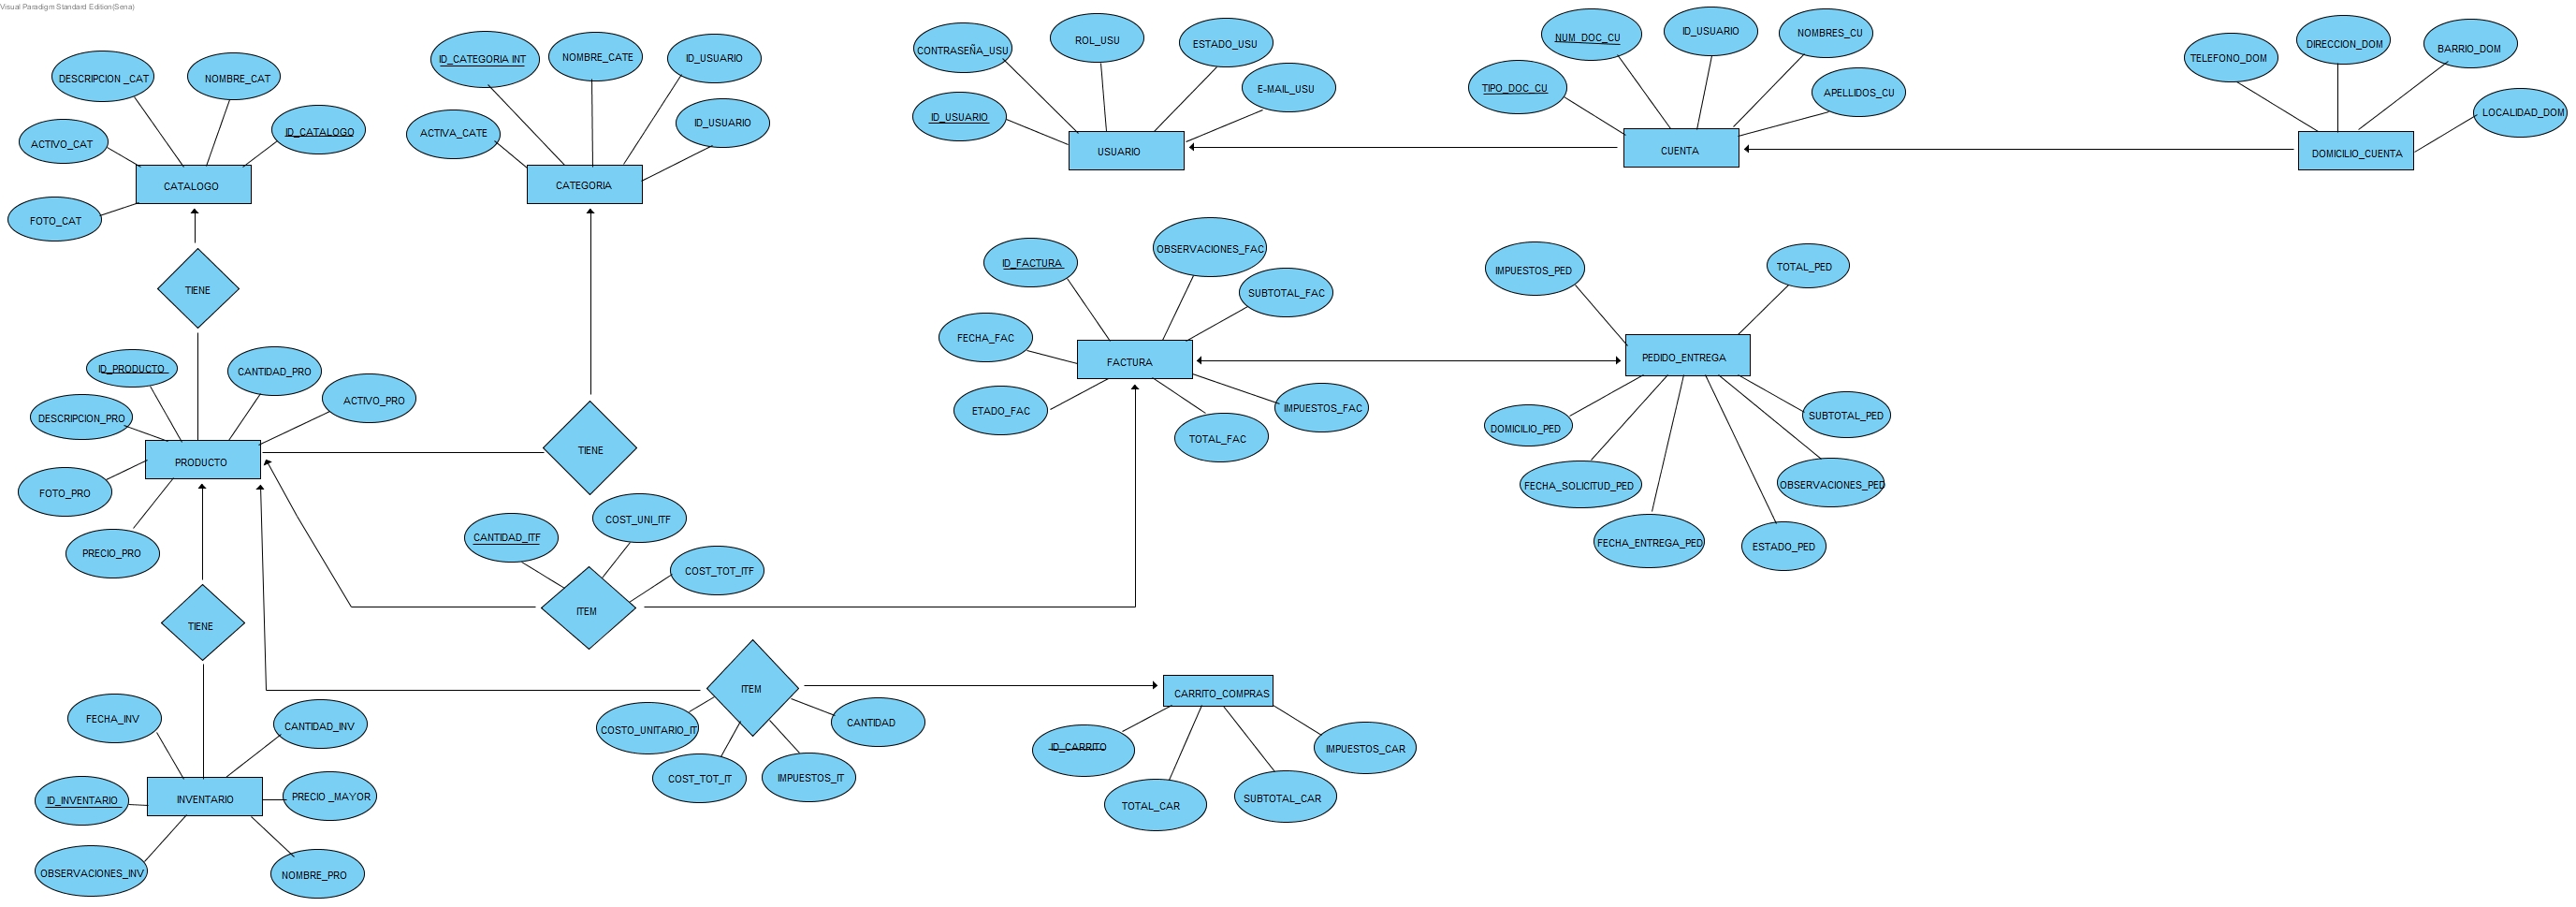 Visual Paradigm Standard Edition(Sena)
DESCRIPCION _CAT
NOMBRE_CAT
ID_CATALOGO
ACTIVO_CAT
FOTO_CAT
CATALOGO
ID_CATEGORIA INT
NOMBRE_CATE
ID_USUARIO
ACTIVA_CATE
ID_USUARIO
CATEGORIA
CONTRASEÑA_USU
ROL_USU
ESTADO_USU
E-MAIL_USU
ID_USUARIO
USUARIO
NUM_DOC_CU
ID_USUARIO
NOMBRES_CU
TIPO_DOC_CU
APELLIDOS_CU
CUENTA
TELEFONO_DOM
DIRECCION_DOM
BARRIO_DOM
LOCALIDAD_DOM
DOMICILIO_CUENTA
TIENE
ID_PRODUCTO
CANTIDAD_PRO
ACTIVO_PRO
DESCRIPCION_PRO
PRODUCTO
FOTO_PRO
PRECIO_PRO
TIENE
ID_FACTURA
OBSERVACIONES_FAC
SUBTOTAL_FAC
FECHA_FAC
FACTURA
ETADO_FAC
TOTAL_FAC
IMPUESTOS_FAC
IMPUESTOS_PED
TOTAL_PED
PEDIDO_ENTREGA
DOMICILIO_PED
SUBTOTAL_PED
FECHA_SOLICITUD_PED
OBSERVACIONES_PED
FECHA_ENTREGA_PED
ESTADO_PED
CANTIDAD_ITF
COST_UNI_ITF
COST_TOT_ITF
ITEM
TIENE
ITEM
COSTO_UNITARIO_IT
CANTIDAD
COST_TOT_IT
IMPUESTOS_IT
CARRITO_COMPRAS
ID_CARRITO
IMPUESTOS_CAR
TOTAL_CAR
SUBTOTAL_CAR
FECHA_INV
CANTIDAD_INV
ID_INVENTARIO
INVENTARIO
PRECIO _MAYOR
OBSERVACIONES_INV
NOMBRE_PRO